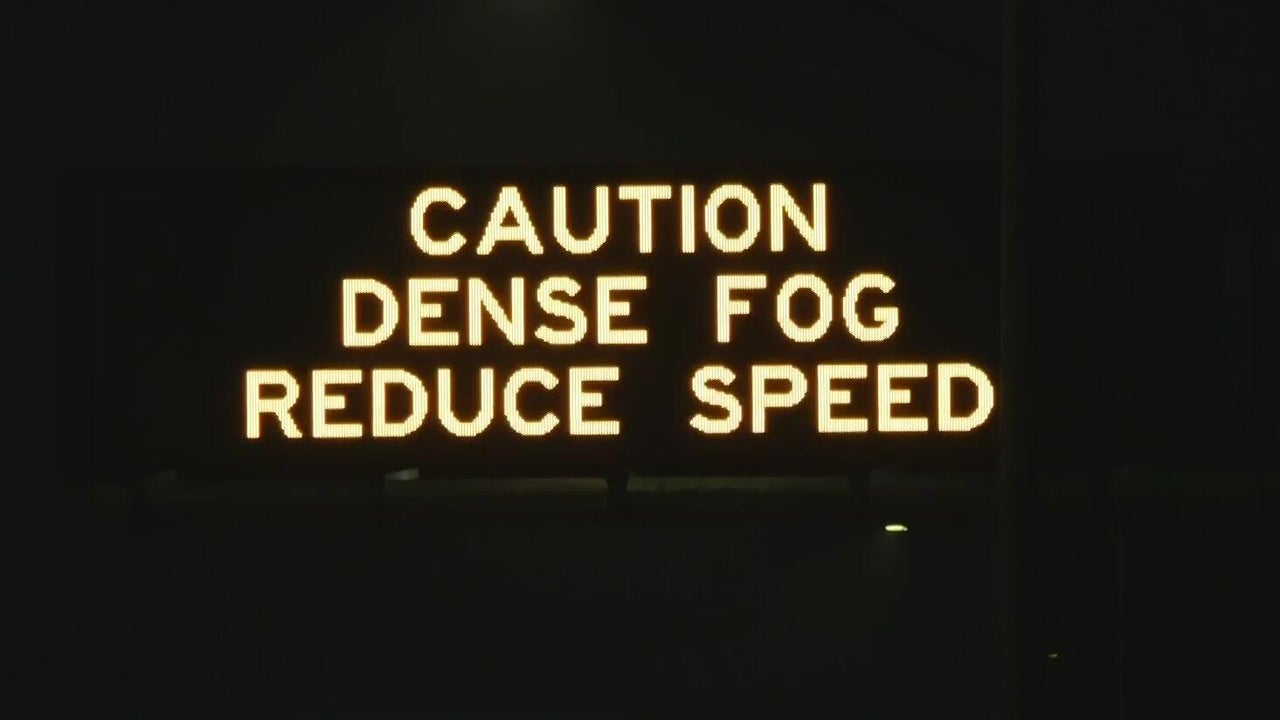 CAUTION
DENSE FOG
REDUCE SPEED